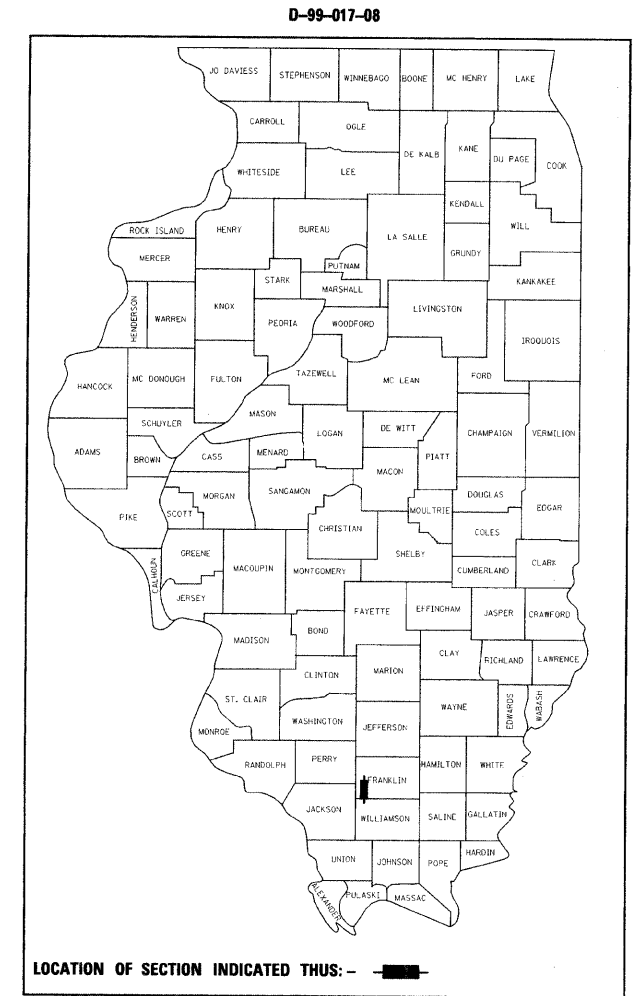 D-99-017-08
JO DAVIESS
STEPHENSON
WINNEBAGO
BOONE
MC HENRY
LAKE
CARROLL
OGLE
DE KALB
KANE
DU PAGE
COOK
WHITESIDE
LEE
KENDALL
WILL
ROCK ISLAND
HENRY
BUREAU
LA SALLE
GRUNDY
MERCER
PUTNAM
STARK
MARSHALL
KANKAKEE
HENDERSON
WARREN
KNOX
PEORIA
WOODFORD
LIVINGSTON
IROQUOIS
HANCOCK
MC DONOUGH
FULTON
TAZEWELL
MC LEAN
FORD
MASON
SCHUYLER
LOGAN
DE WITT
CHAMPAIGN
VERMILION
ADAMS
BROWN
CASS
MENARD
PIATT
MACON
MORGAN
SANGAMON
DOUGLAS
EDGAR
PIKE
SCOTT
MOULTRIE
CHRISTIAN
COLES
SHELBY
GREENE
MACOUPIN
MONTGOMERY
CUMBERLAND
CLARK
CALHOUN
JERSEY
FAYETTE
EFFINGHAM
JASPER
CRAWFORD
MADISON
BOND
CLAY
RICHLAND
LAWRENCE
CLINTON
MARION
ST. CLAIR
WAYNE
EDWARDS
WABASH
WASHINGTON
JEFFERSON
MONROE
RANDOLPH
PERRY
HAMILTON
WHITE
FRANKLIN
JACKSON
WILLIAMSON
SALINE
GALLATIN
UNION
JOHNSON
POPE
HARDIN
ALEXANDER
PULASKI
MASSAC
LOCATION OF SECTION INDICATED THUS: -